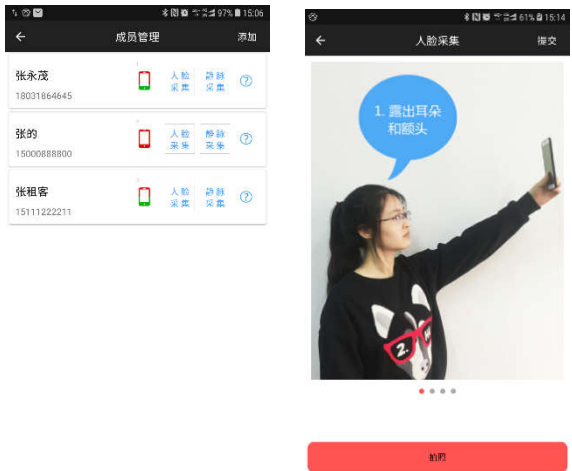 97% 15:06
成员管理
添加
张永茂
18031864645
人脸
采集
静脉
采集
?
张的
15000888800
人脸
采集
静脉
采集
?
张租客
15111222211
人脸
采集
静脉
采集
?
61% 15:14
人脸采集
提交
1. 露出耳朵
和额头
2.
拍照